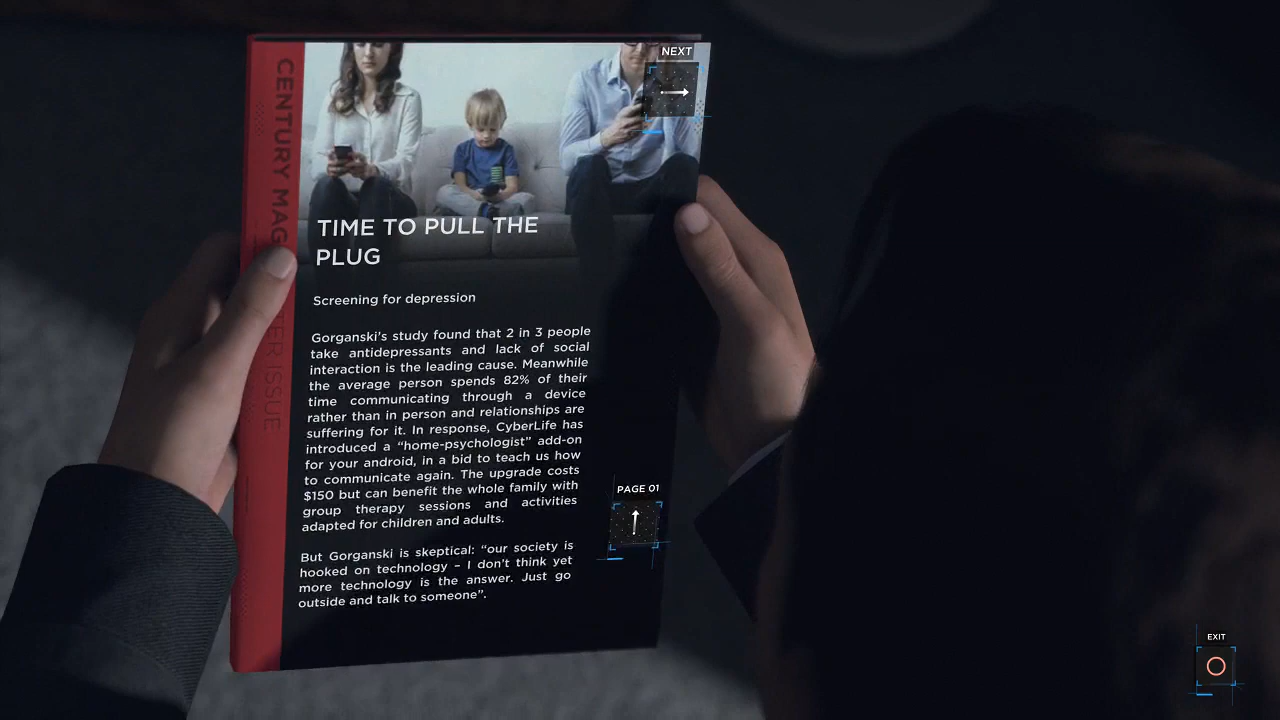 NEXT
CENTURY MAG
TER ISSUE
TIME TO PULL THE
PLUG
Screening for depression
Gorganski's study found that 2 in 3 people
take antidepressants and lack of social
interaction is the leading cause. Meanwhile
the average person spends 82% of their
time communicating through a device
rather than in person and relationships are
suffering for it. In response, CyberLife has
introduced a “home-psychologist” add-on
for your android, in a bid to teach us how
to communicate again. The upgrade costs
$150 but can benefit the whole family with
group therapy sessions and activities
adapted for children and adults.
But Gorganski is skeptical: “our society is
hooked on technology – I don't think yet
more technology is the answer. Just go
outside and talk to someone”.
PAGE 01
EXIT